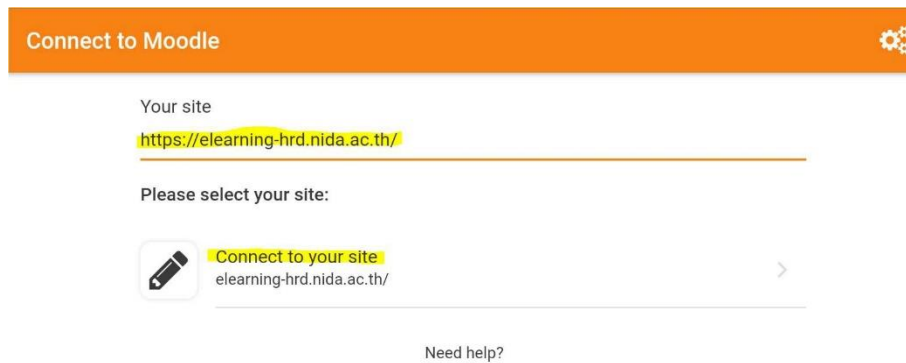 Connect to Moodle
Your site
https://elearning-hrd.nida.ac.th/
Please select your site:
Connect to your site
elearning-hrd.nida.ac.th/
Need help?